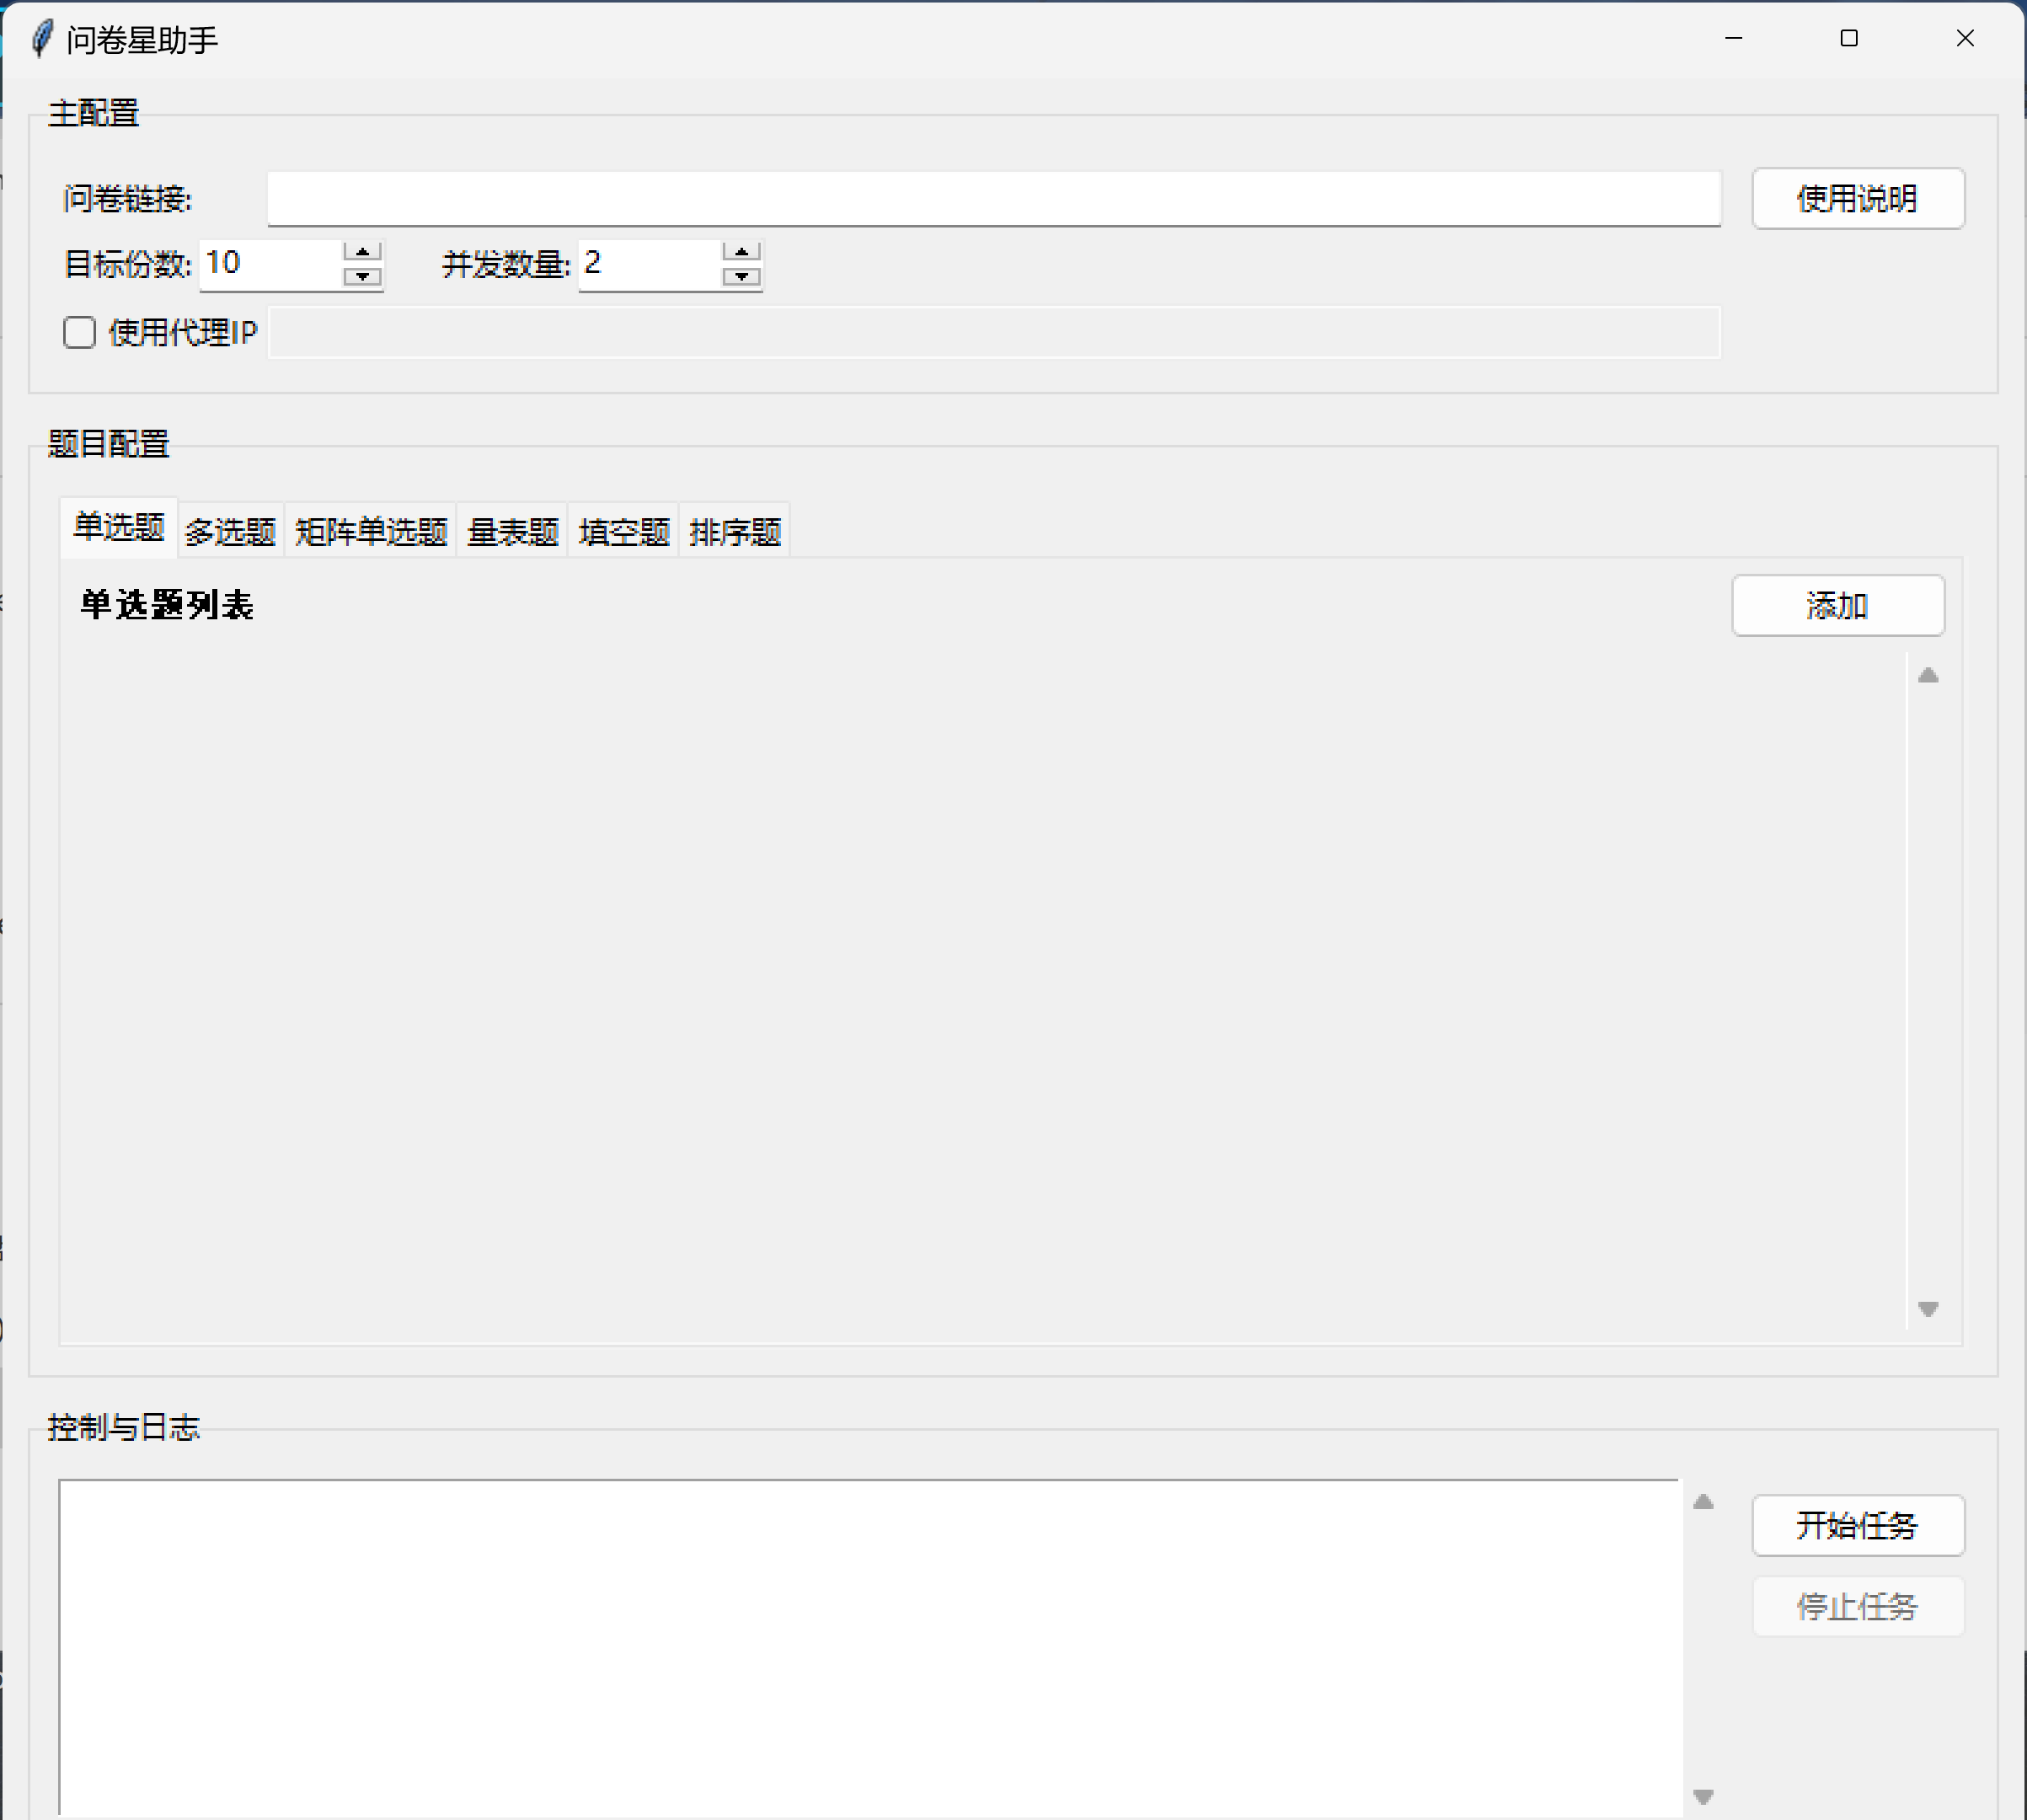 问卷星助手
主配置
问卷链接:
使用说明
目标份数: 10 并发数量: 2
使用代理IP
题目配置
单选题 多选题 矩阵单选题 量表题 填空题 排序题
单选题列表
添加
控制与日志
开始任务
停止任务